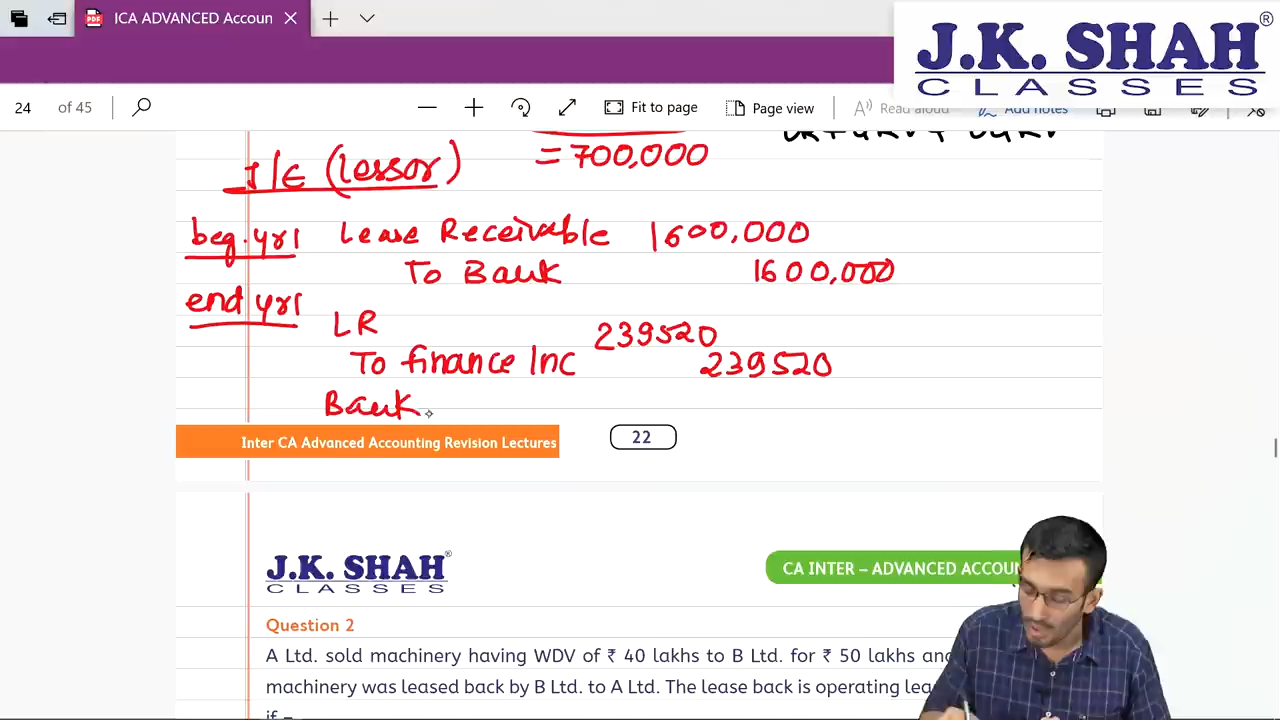 ICA ADVANCED Accoun
J.K. SHAH®
CLASSES
24 of 45
Fit to page
Page view
Read aloud
Add notes
= 700,000
J/E (lessor)
beg. yr1 Lease Receivable 1600,000
To Bank 1600,000
end yr1
LR 239520
To finance Inc 239520
Bank
Inter CA Advanced Accounting Revision Lectures
22
J.K. SHAH®
CLASSES
CA INTER – ADVANCED ACCOUN
Question 2
A Ltd. sold machinery having WDV of ₹ 40 lakhs to B Ltd. for ₹ 50 lakhs and
machinery was leased back by B Ltd. to A Ltd. The lease back is operating lea
if –